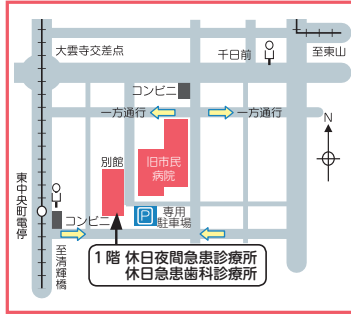 大雲寺交差点
千日前
至東山
コンビニ
一方通行
一方通行
N
旧市民
病院
別館
東中央町電停
コンビニ
P
専用
駐車場
至清輝橋
1階 休日夜間急患診療所
休日急患歯科診療所